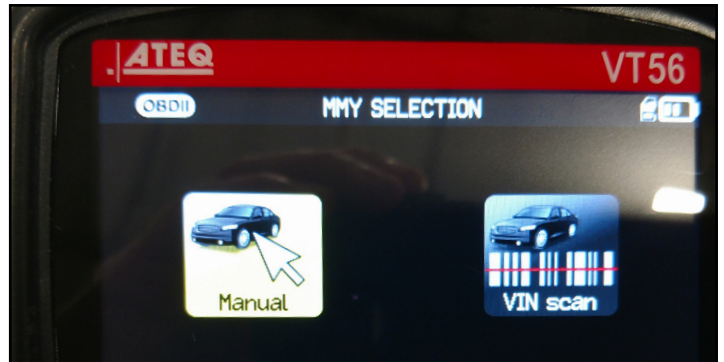 ATEQ
VT56
OBDII
MMY SELECTION
Manual
VIN scan